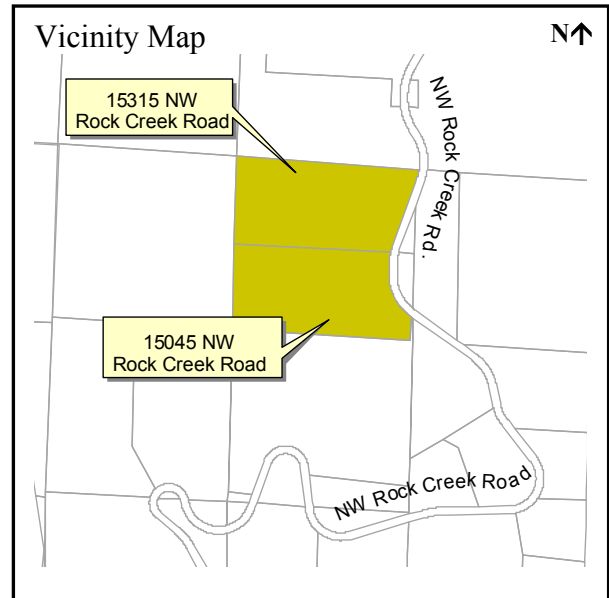 Vicinity Map
N↑
15315 NW
Rock Creek Road
NW Rock Creek Rd.
15045 NW
Rock Creek Road
NW Rock Creek Road